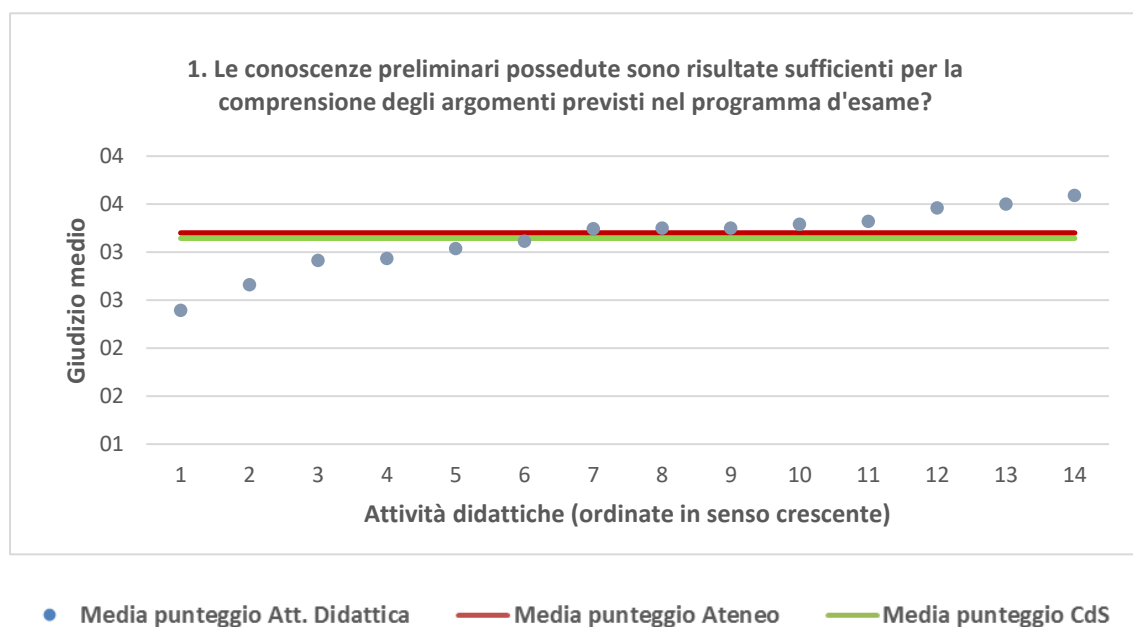 1. Le conoscenze preliminari possedute sono risultate sufficienti per la
comprensione degli argomenti previsti nel programma d'esame?
04
04
03
03
02
02
01
Giudizio medio
1 2 3 4 5 6 7 8 9 10 11 12 13 14
Attività didattiche (ordinate in senso crescente)
Media punteggio Att. Didattica Media punteggio Ateneo Media punteggio CdS